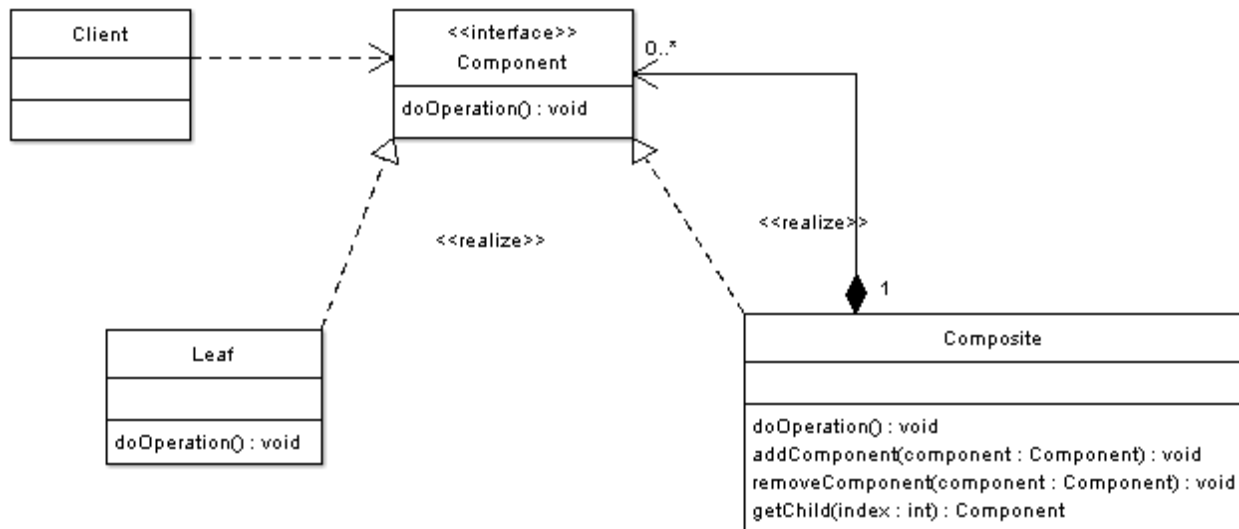 Client
<<interface>>
Component
doOperation() : void
0..*
<<realize>>
<<realize>>
1
Leaf
doOperation() : void
Composite
doOperation() : void
addComponent(component : Component) : void
removeComponent(component : Component) : void
getChild(index : int) : Component